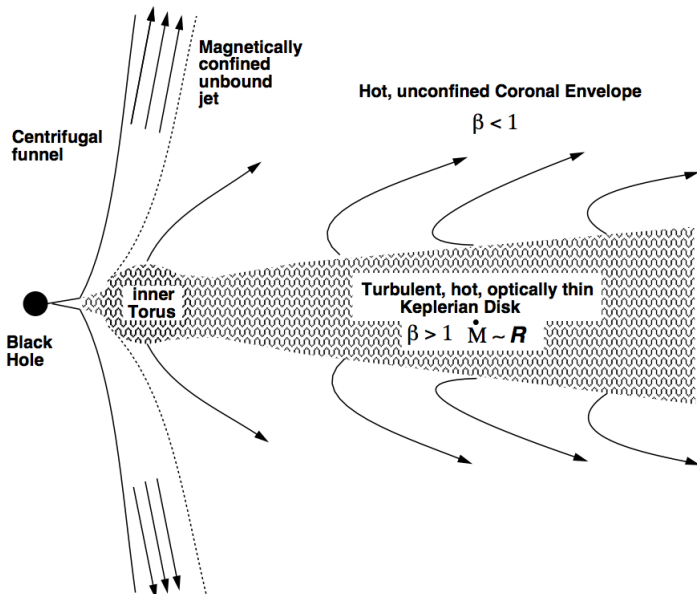 Magnetically
confined
unbound
jet
Hot, unconfined Coronal Envelope
β < 1
Centrifugal
funnel
inner
Torus
Turbulent, hot, optically thin
Keplerian Disk
β > 1 Ṁ ~ R
Black
Hole